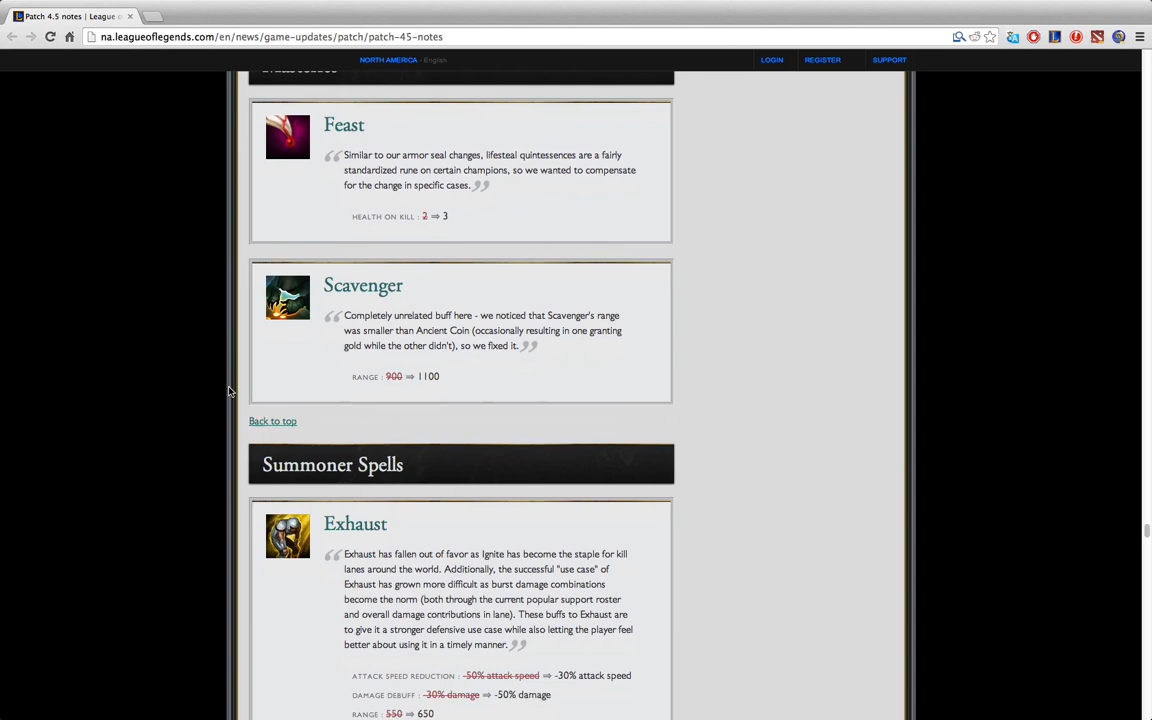 Patch 4.5 notes | League o
na.leagueoflegends.com/en/news/game-updates/patch/patch-45-notes
NORTH AMERICA - English
LOGIN
REGISTER
SUPPORT
Feast
Similar to our armor seal changes, lifesteal quintessences are a fairly
standardized rune on certain champions, so we wanted to compensate
for the change in specific cases.
HEALTH ON KILL : 2 ⇒ 3
Scavenger
Completely unrelated buff here - we noticed that Scavenger's range
was smaller than Ancient Coin (occasionally resulting in one granting
gold while the other didn't), so we fixed it.
RANGE : 900 ⇒ 1100
Back to top
Summoner Spells
Exhaust
Exhaust has fallen out of favor as Ignite has become the staple for kill
lanes around the world. Additionally, the successful "use case" of
Exhaust has grown more difficult as burst damage combinations
become the norm (both through the current popular support roster
and overall damage contributions in lane). These buffs to Exhaust are
to give it a stronger defensive use case while also letting the player feel
better about using it in a timely manner.
ATTACK SPEED REDUCTION : -50% attack speed ⇒ -30% attack speed
DAMAGE DEBUFF : -30% damage ⇒ -50% damage
RANGE : 550 ⇒ 650